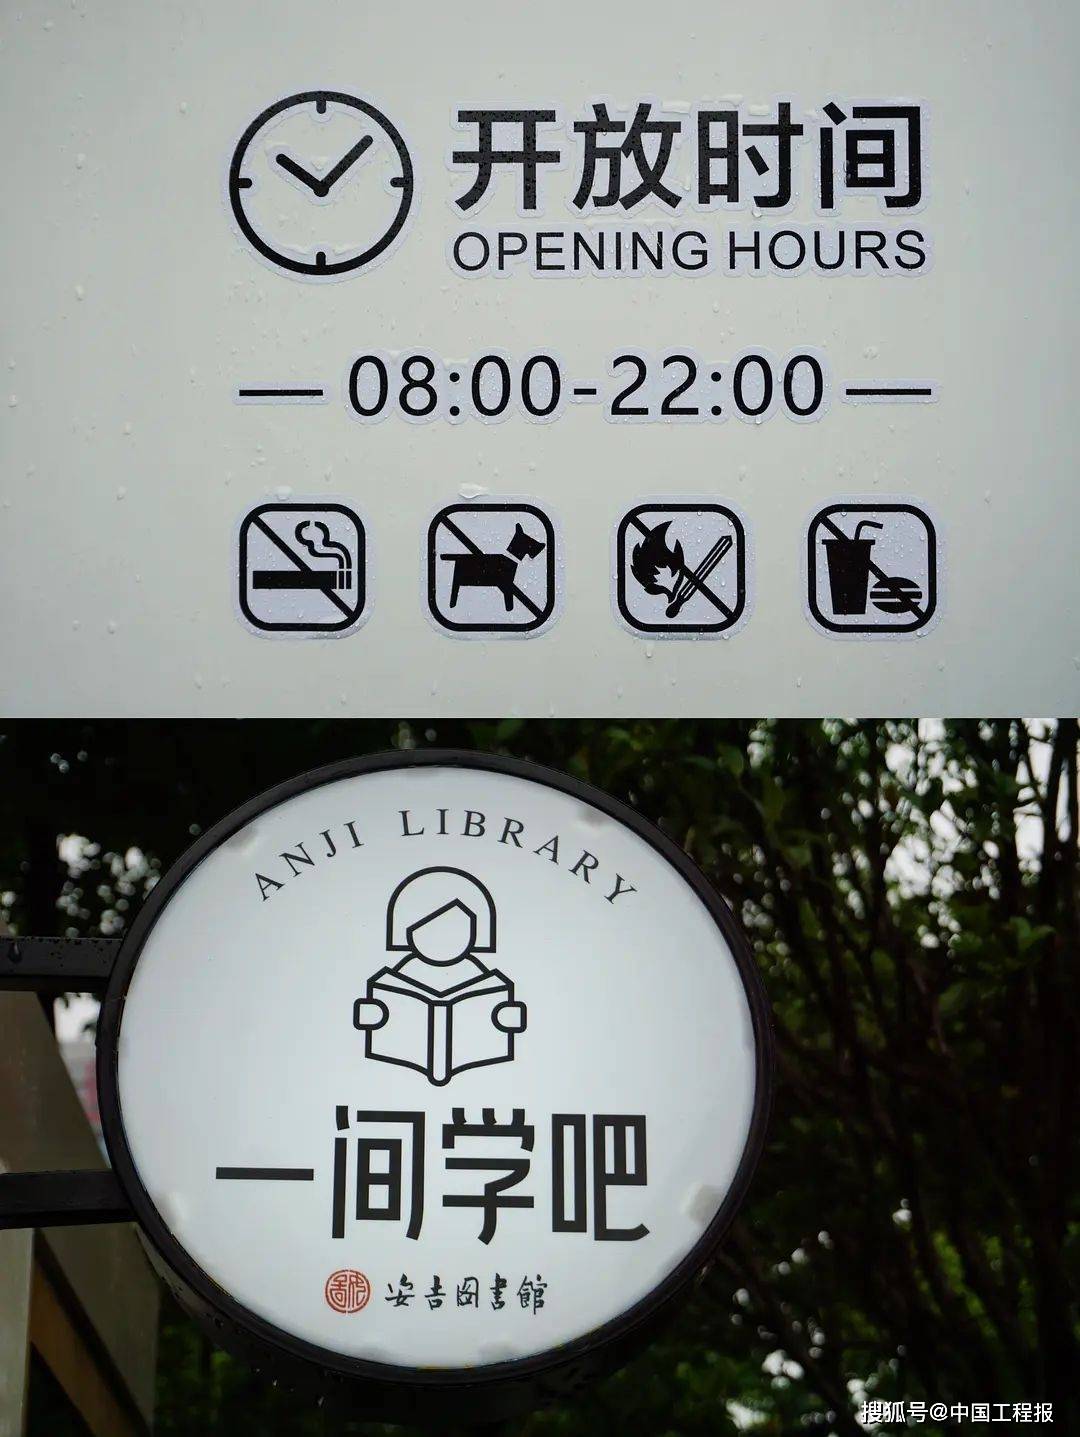 开放时间
OPENING HOURS
08:00-22:00
ANJI LIBRARY
一间学吧
安吉図書館
搜狐号@中国工程报